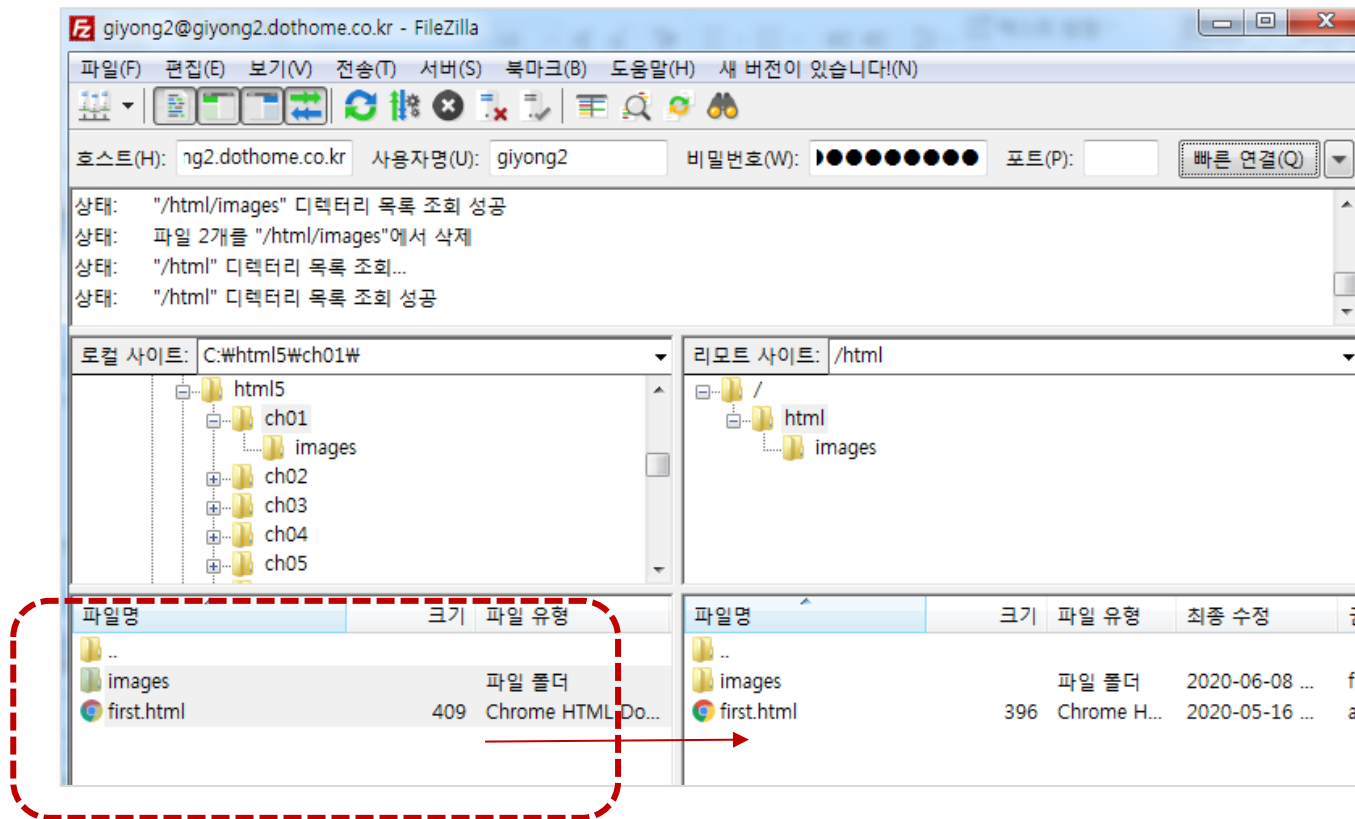 giyong2@giyong2.dothome.co.kr - FileZilla
파일(F) 편집(E) 보기(V) 전송(T) 서버(S) 북마크(B) 도움말(H) 새 버전이 있습니다!(N)
호스트(H): ng2.dothome.co.kr 사용자명(U): giyong2 비밀번호(W): ●●●●●●●●● 포트(P): 빠른 연결(Q)
상태: "/html/images" 디렉터리 목록 조회 성공
상태: 파일 2개를 "/html/images"에서 삭제
상태: "/html" 디렉터리 목록 조회...
상태: "/html" 디렉터리 목록 조회 성공
로컬 사이트: C:₩html5₩ch01₩
html5
ch01
images
ch02
ch03
ch04
ch05
리모트 사이트: /html
/
html
images
파일명 크기 파일 유형
..
images 파일 폴더
first.html 409 Chrome HTML Do...
파일명 크기 파일 유형 최종 수정
..
images 파일 폴더 2020-06-08 ... f
first.html 396 Chrome H... 2020-05-16 ... a